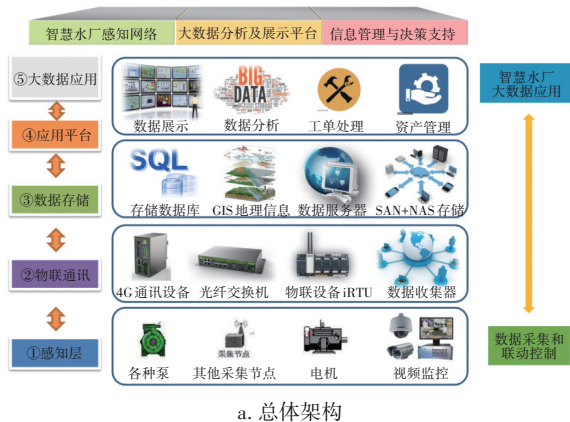 智慧水厂感知网络
大数据分析及展示平台
信息管理与决策支持
⑤大数据应用
BIG
DATA
数据展示
数据分析
工单处理
资产管理
智慧水厂
大数据应用
④应用平台
③数据存储
SQL
存储数据库
GIS地理信息
数据服务器
SAN+NAS存储
②物联通讯
4G通讯设备
光纤交换机
物联设备iRTU
数据收集器
①感知层
采集节点
各种泵
其他采集节点
电机
视频监控
数据采集和
联动控制
a. 总体架构